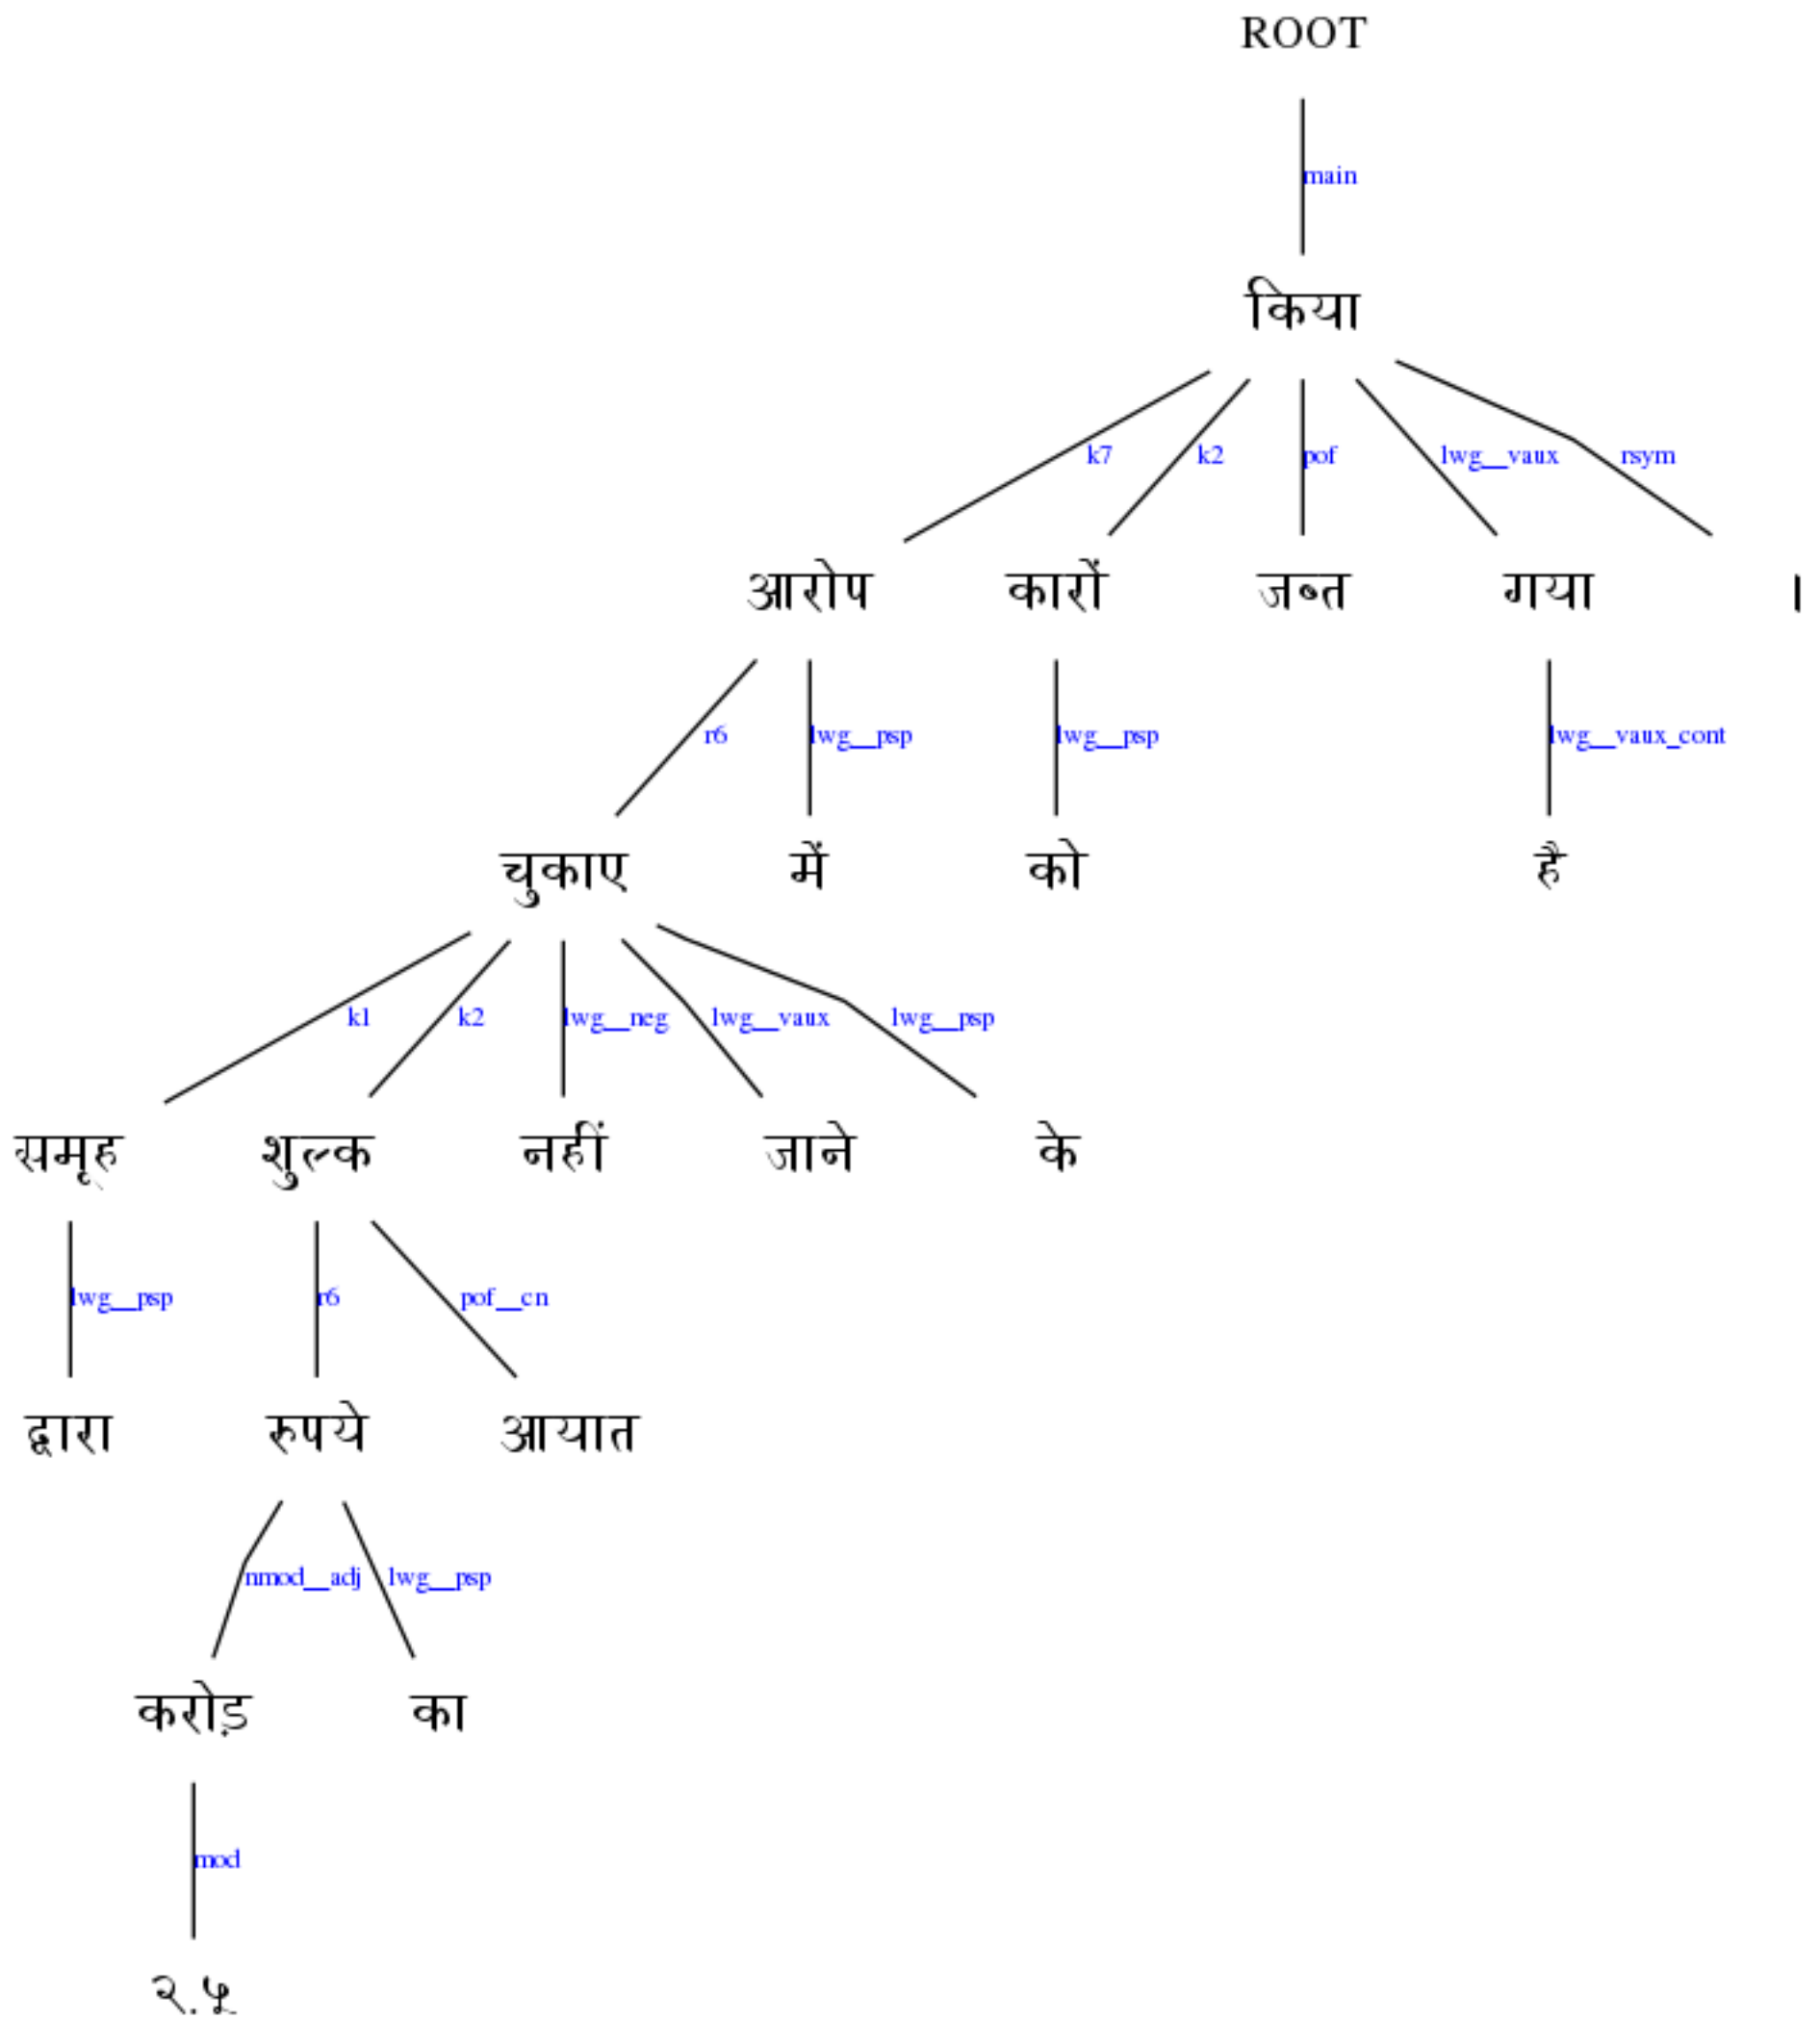 ROOT
main
किया
k7 k2 pof lwg__vaux rsym
आरोप कारों जब्त गया ।
r6 lwg__psp lwg__psp lwg__vaux_cont
चुकाए में को है
k1 k2 lwg__neg lwg__vaux lwg__psp
समूह शुल्क नहीं जाने के
lwg__psp r6 pof__cn
द्वारा रुपये आयात
nmod__adj lwg__psp
करोड़ का
mod
२.५